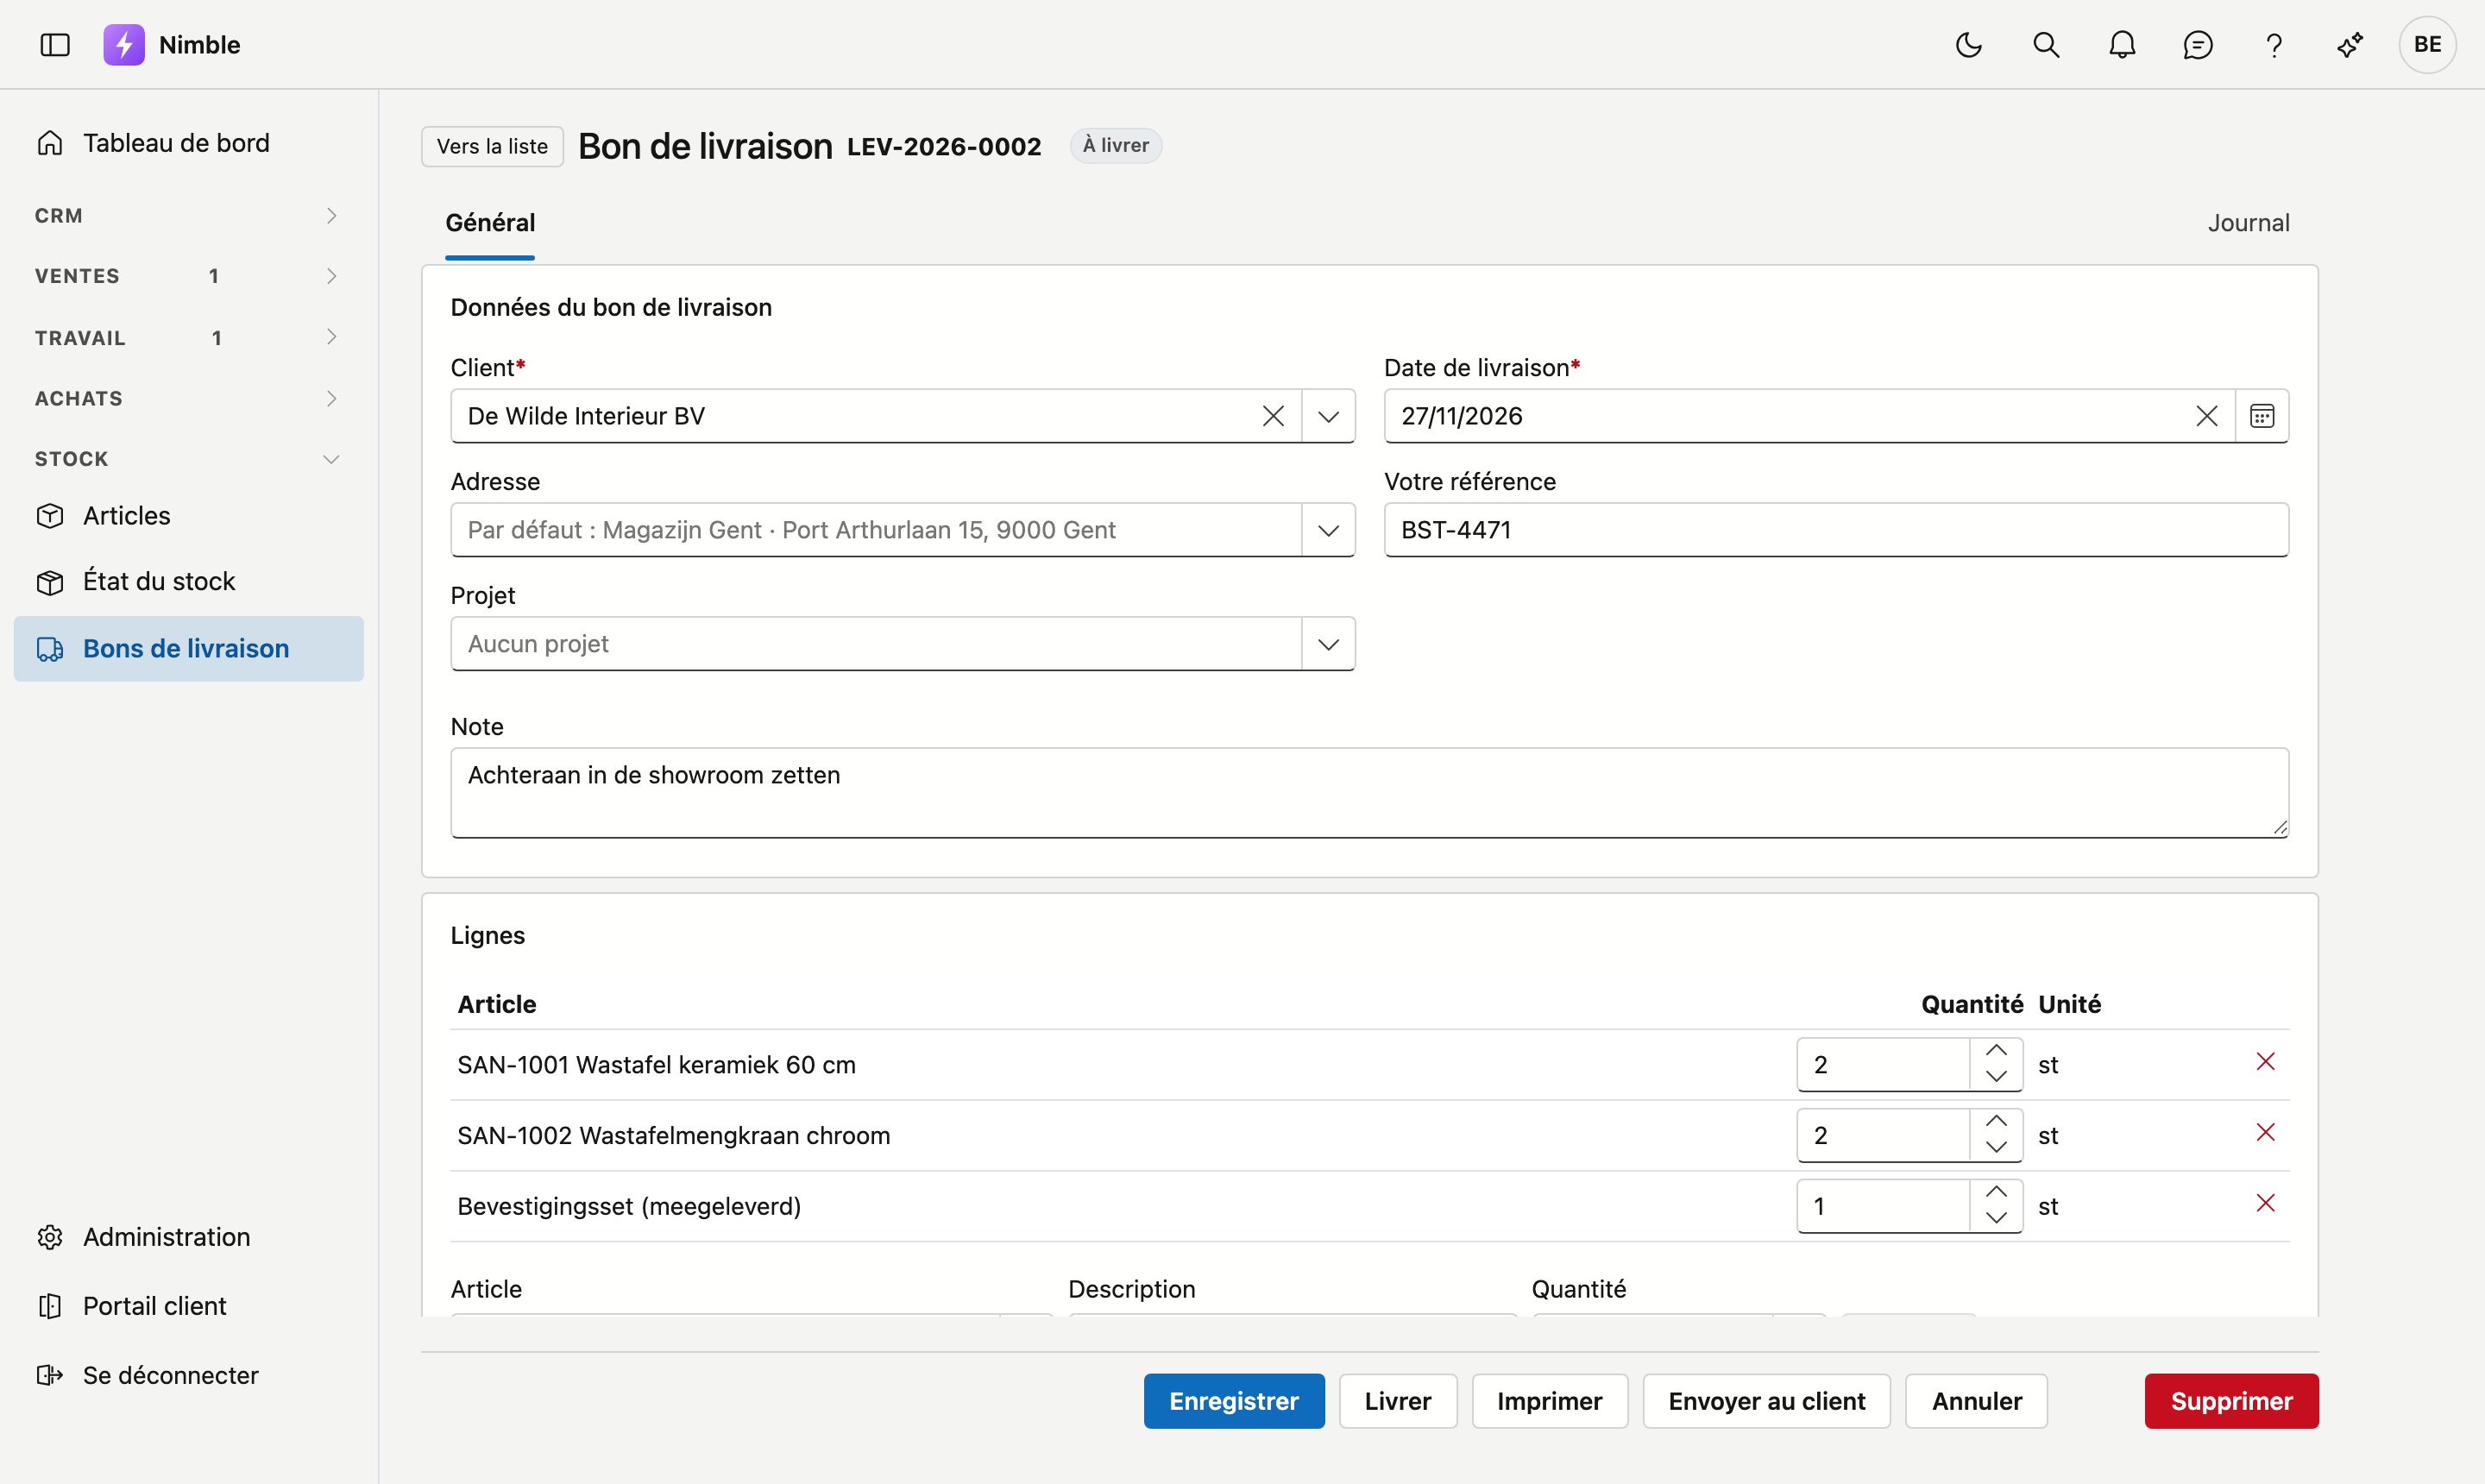 Nimble
BE
Tableau de bord
CRM
VENTES 1
TRAVAIL 1
ACHATS
STOCK
Articles
État du stock
Bons de livraison
Administration
Portail client
Se déconnecter
Vers la liste Bon de livraison LEV-2026-0002 À livrer
Général Journal
Données du bon de livraison
Client* Date de livraison*
De Wilde Interieur BV 27/11/2026
Adresse Votre référence
Par défaut : Magazijn Gent · Port Arthurlaan 15, 9000 Gent BST-4471
Projet
Aucun projet
Note
Achteraan in de showroom zetten
Lignes
Article Quantité Unité
SAN-1001 Wastafel keramiek 60 cm 2 st
SAN-1002 Wastafelmengkraan chroom 2 st
Bevestigingsset (meegeleverd) 1 st
Article Description Quantité
Enregistrer Livrer Imprimer Envoyer au client Annuler Supprimer